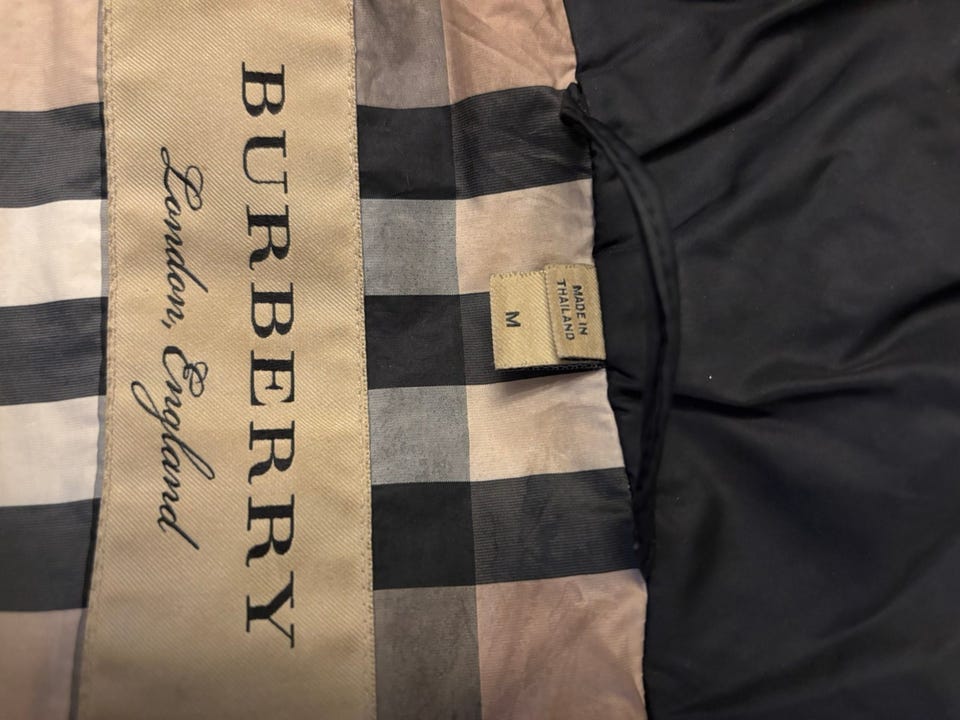 BURBERRY
London, England
M
MADE IN
THAILAND